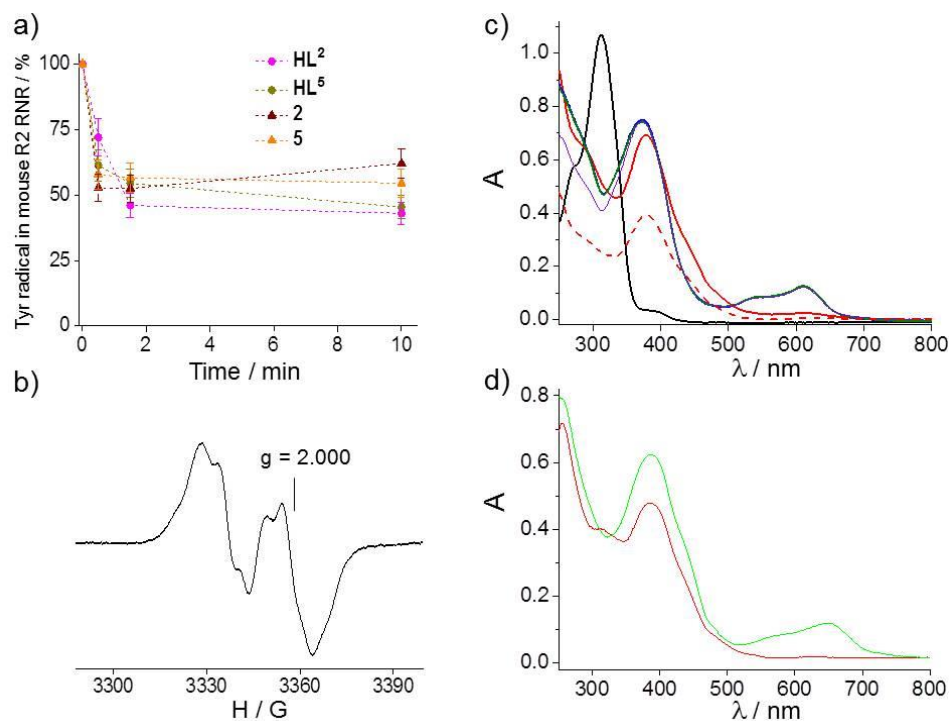 a)
Tyr radical in mouse R2 RNR / %
100
75
50
25
0
HL²
HL⁵
2
5
0 2 4 6 8 10
Time / min
b)
g = 2.000
3300 3330 3360 3390
H / G
c)
A
1.0
0.8
0.6
0.4
0.2
0.0
300 400 500 600 700 800
λ / nm
d)
A
0.8
0.6
0.4
0.2
0.0
300 400 500 600 700 800
λ / nm